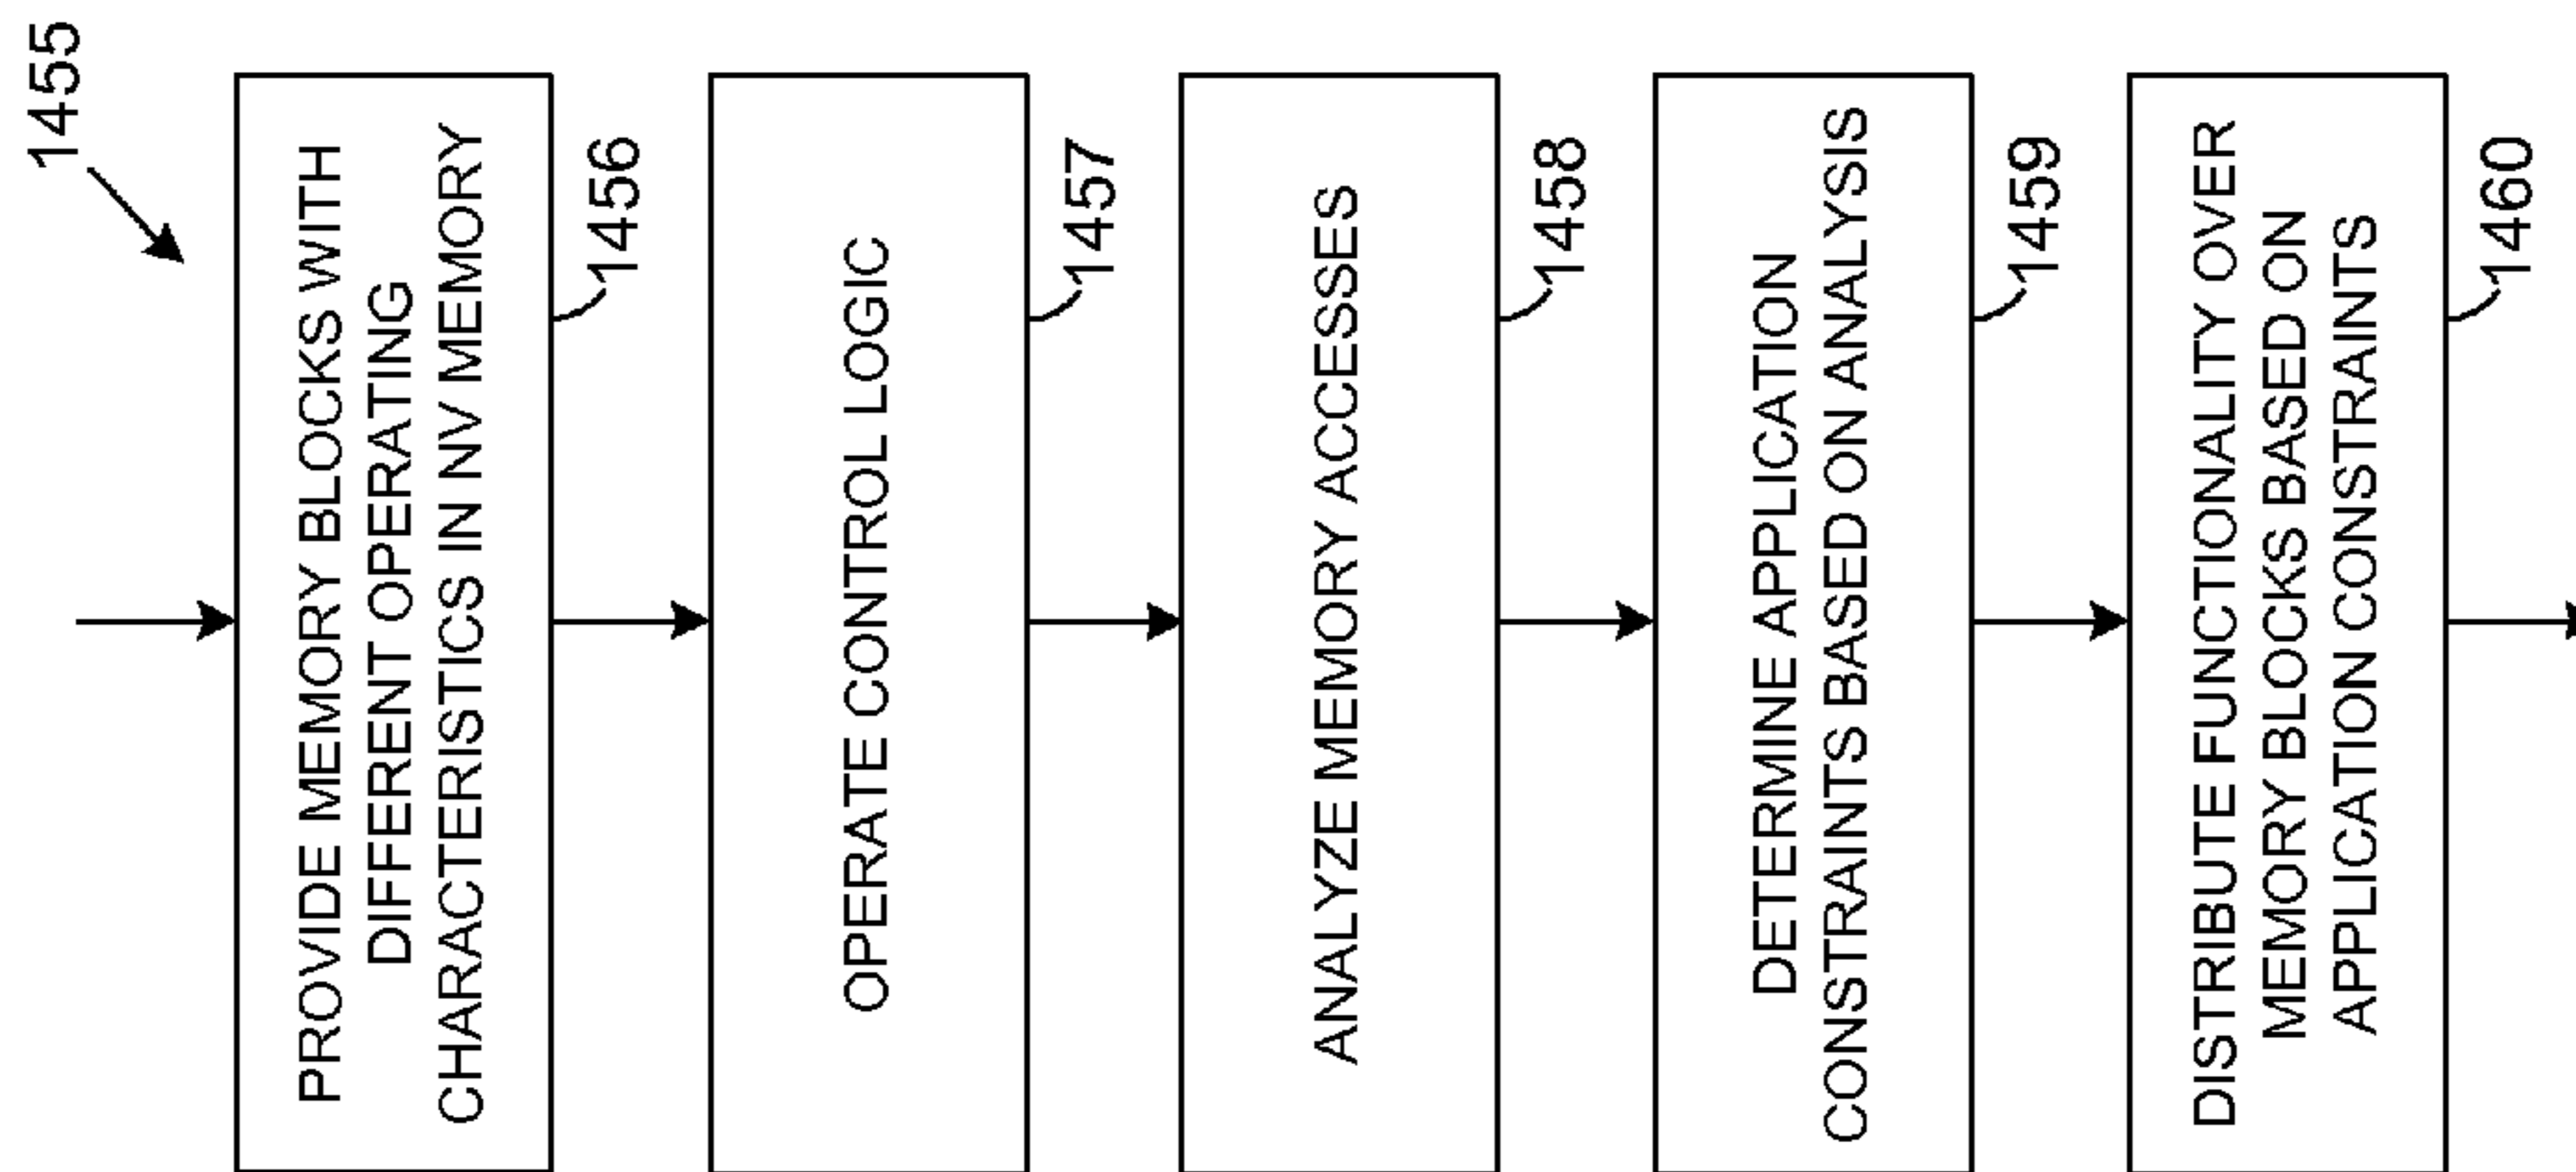 1455
PROVIDE MEMORY BLOCKS WITH
DIFFERENT OPERATING
CHARACTERISTICS IN NV MEMORY
1456
OPERATE CONTROL LOGIC
1457
ANALYZE MEMORY ACCESSES
1458
DETERMINE APPLICATION
CONSTRAINTS BASED ON ANALYSIS
1459
DISTRIBUTE FUNCTIONALITY OVER
MEMORY BLOCKS BASED ON
APPLICATION CONSTRAINTS
1460